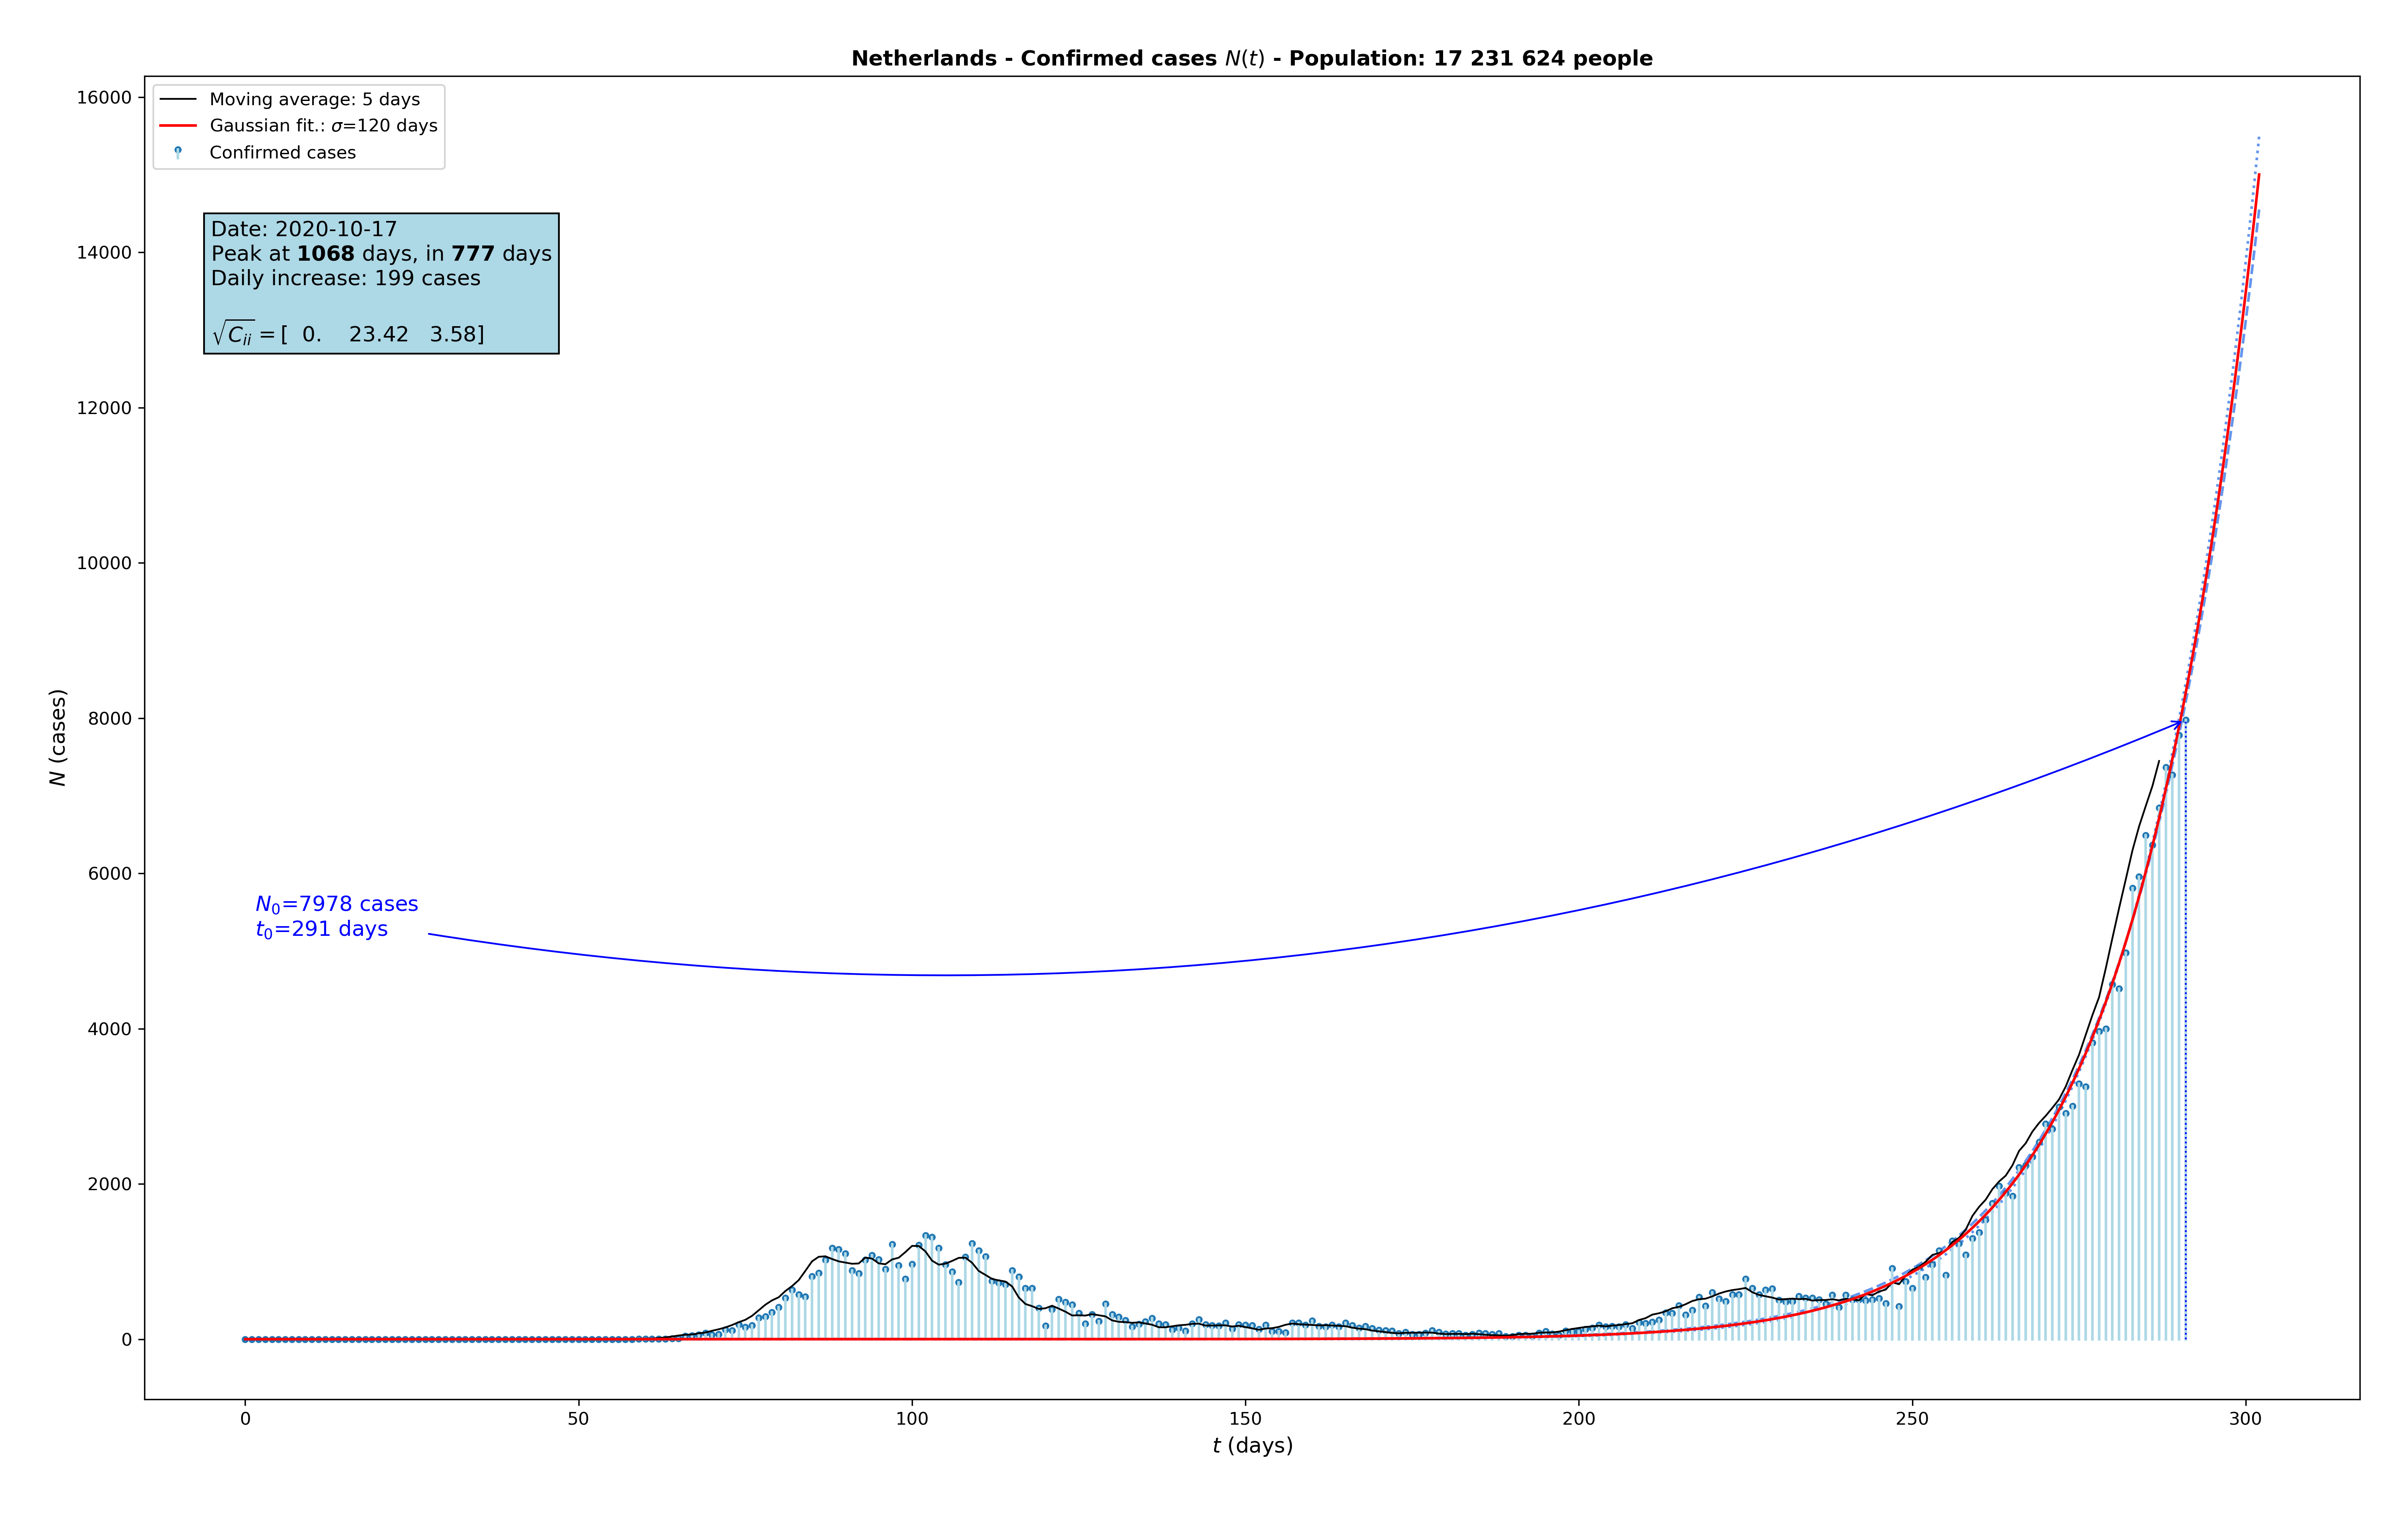 Netherlands - Confirmed cases N(t) - Population: 17 231 624 people
Moving average: 5 days
Gaussian fit.: σ=120 days
Confirmed cases
Date: 2020-10-17
Peak at 1068 days, in 777 days
Daily increase: 199 cases
√C_ii = [ 0. 23.42 3.58]
N₀=7978 cases
t₀=291 days
N (cases)
16000
14000
12000
10000
8000
6000
4000
2000
0
0 50 100 150 200 250 300
t (days)